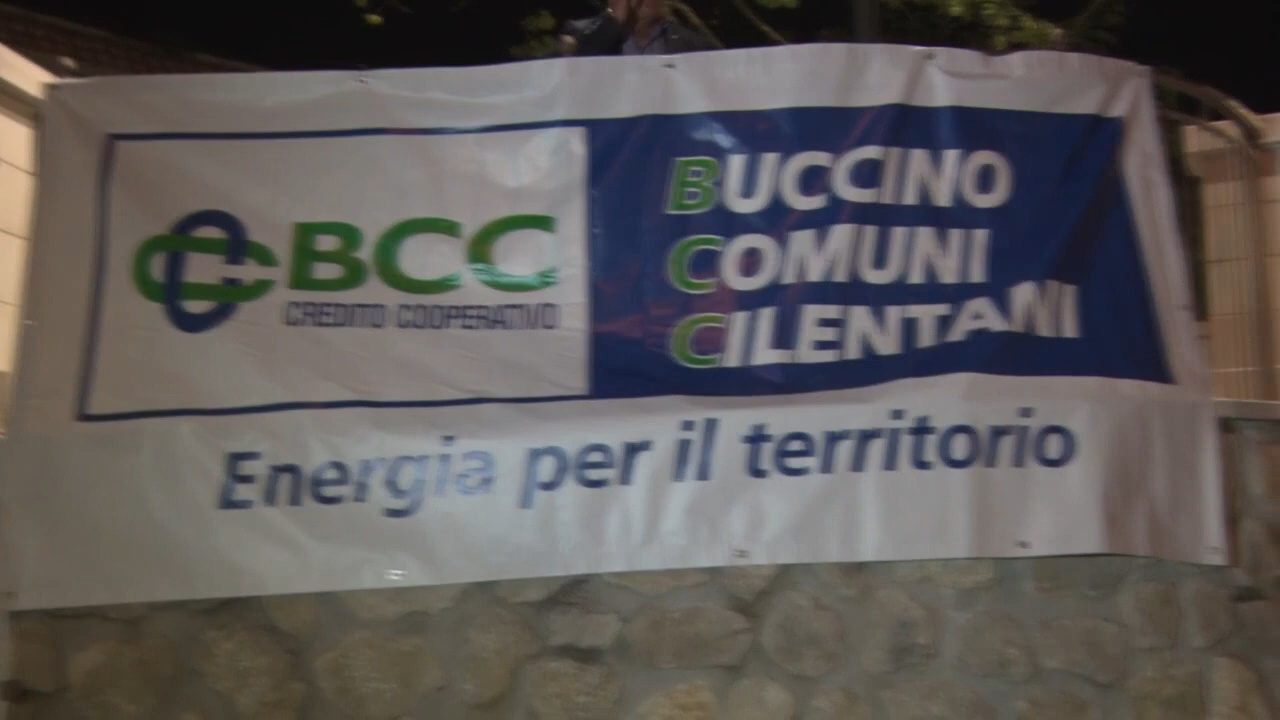 BCC
CREDITO COOPERATIVO
BUCCINO
COMUNI
CILENTANI
Energia per il territorio